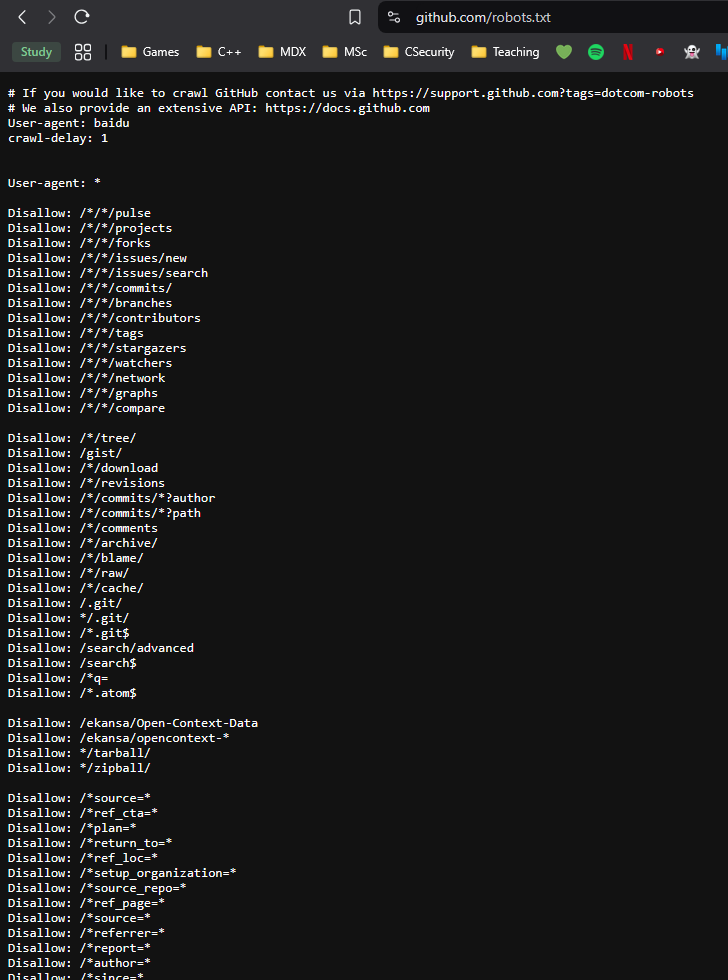 github.com/robots.txt
Study Games C++ MDX MSc CSecurity Teaching
# If you would like to crawl GitHub contact us via https://support.github.com?tags=dotcom-robots
# We also provide an extensive API: https://docs.github.com
User-agent: baidu
crawl-delay: 1
User-agent: *
Disallow: /*/*/pulse
Disallow: /*/*/projects
Disallow: /*/*/forks
Disallow: /*/*/issues/new
Disallow: /*/*/issues/search
Disallow: /*/*/commits/
Disallow: /*/*/branches
Disallow: /*/*/contributors
Disallow: /*/*/tags
Disallow: /*/*/stargazers
Disallow: /*/*/watchers
Disallow: /*/*/network
Disallow: /*/*/graphs
Disallow: /*/*/compare
Disallow: /*/tree/
Disallow: /gist/
Disallow: /*/download
Disallow: /*/revisions
Disallow: /*/commits/*?author
Disallow: /*/commits/*?path
Disallow: /*/comments
Disallow: /*/archive/
Disallow: /*/blame/
Disallow: /*/raw/
Disallow: /*/cache/
Disallow: /.git/
Disallow: */.git/
Disallow: /*.git$
Disallow: /search/advanced
Disallow: /search$
Disallow: /*q=
Disallow: /*.atom$
Disallow: /ekansa/Open-Context-Data
Disallow: /ekansa/opencontext-*
Disallow: */tarball/
Disallow: */zipball/
Disallow: /*source=*
Disallow: /*ref_cta=*
Disallow: /*plan=*
Disallow: /*return_to=*
Disallow: /*ref_loc=*
Disallow: /*setup_organization=*
Disallow: /*source_repo=*
Disallow: /*ref_page=*
Disallow: /*source=*
Disallow: /*referrer=*
Disallow: /*report=*
Disallow: /*author=*
Disallow: /*since=*